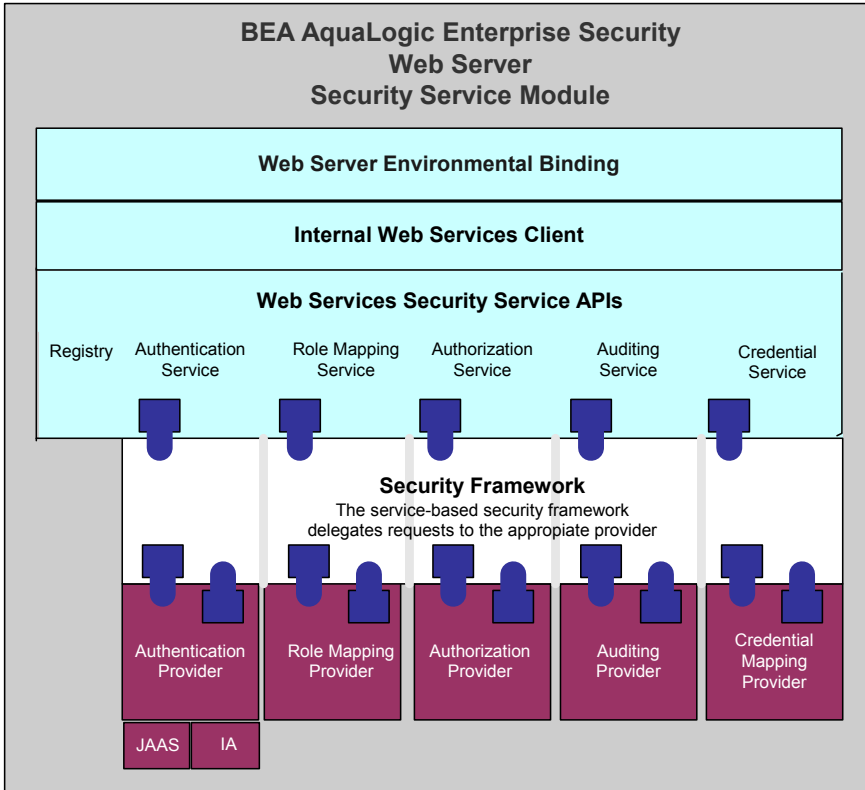 BEA AquaLogic Enterprise Security
Web Server
Security Service Module
Web Server Environmental Binding
Internal Web Services Client
Web Services Security Service APIs
Registry
Authentication
Service
Role Mapping
Service
Authorization
Service
Auditing
Service
Credential
Service
Security Framework
The service-based security framework
delegates requests to the appropiate provider
Authentication
Provider
Role Mapping
Provider
Authorization
Provider
Auditing
Provider
Credential
Mapping
Provider
JAAS
IA